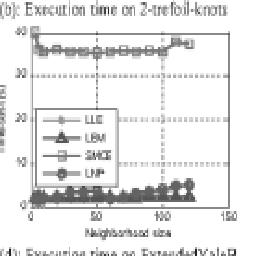 (b): Execution time on 2-trefoil-knots
40
30
20
10
0
LLE
LEM
SMCE
LNP
0 50 100 150
Neighborhood size
(d): Execution time on ExtendedYaleB